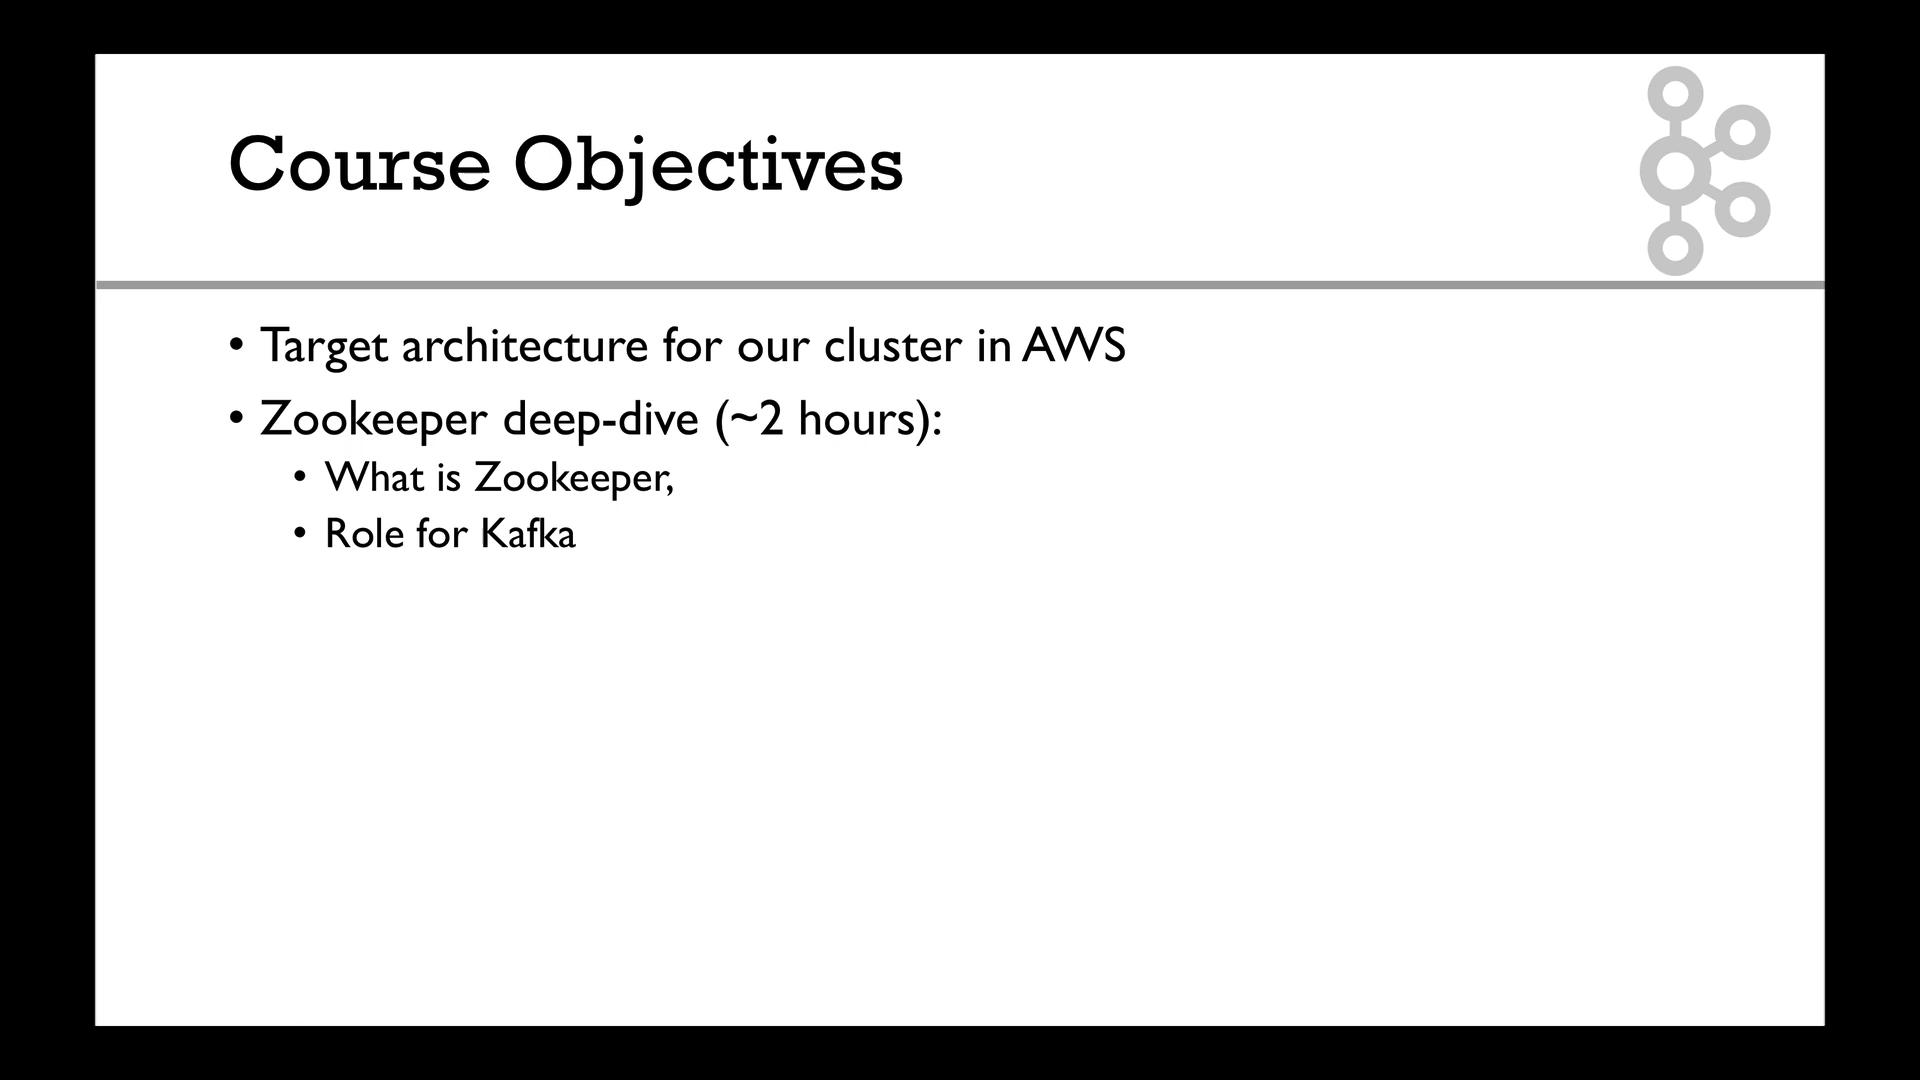 Course Objectives
• Target architecture for our cluster in AWS
• Zookeeper deep-dive (~2 hours):
• What is Zookeeper,
• Role for Kafka